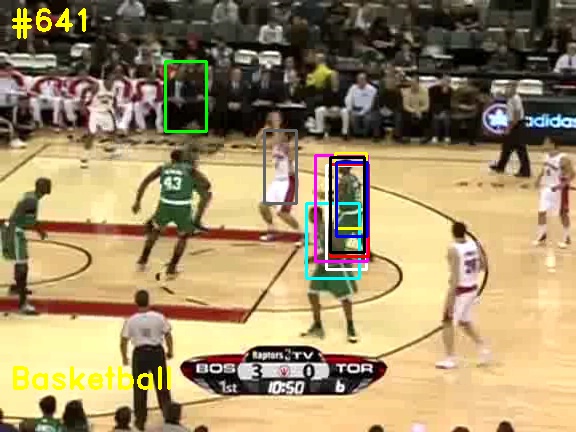 #641
adidas
43
Raptors TV
BOS 3 0 TOR
1st 10:50 6
Basketball